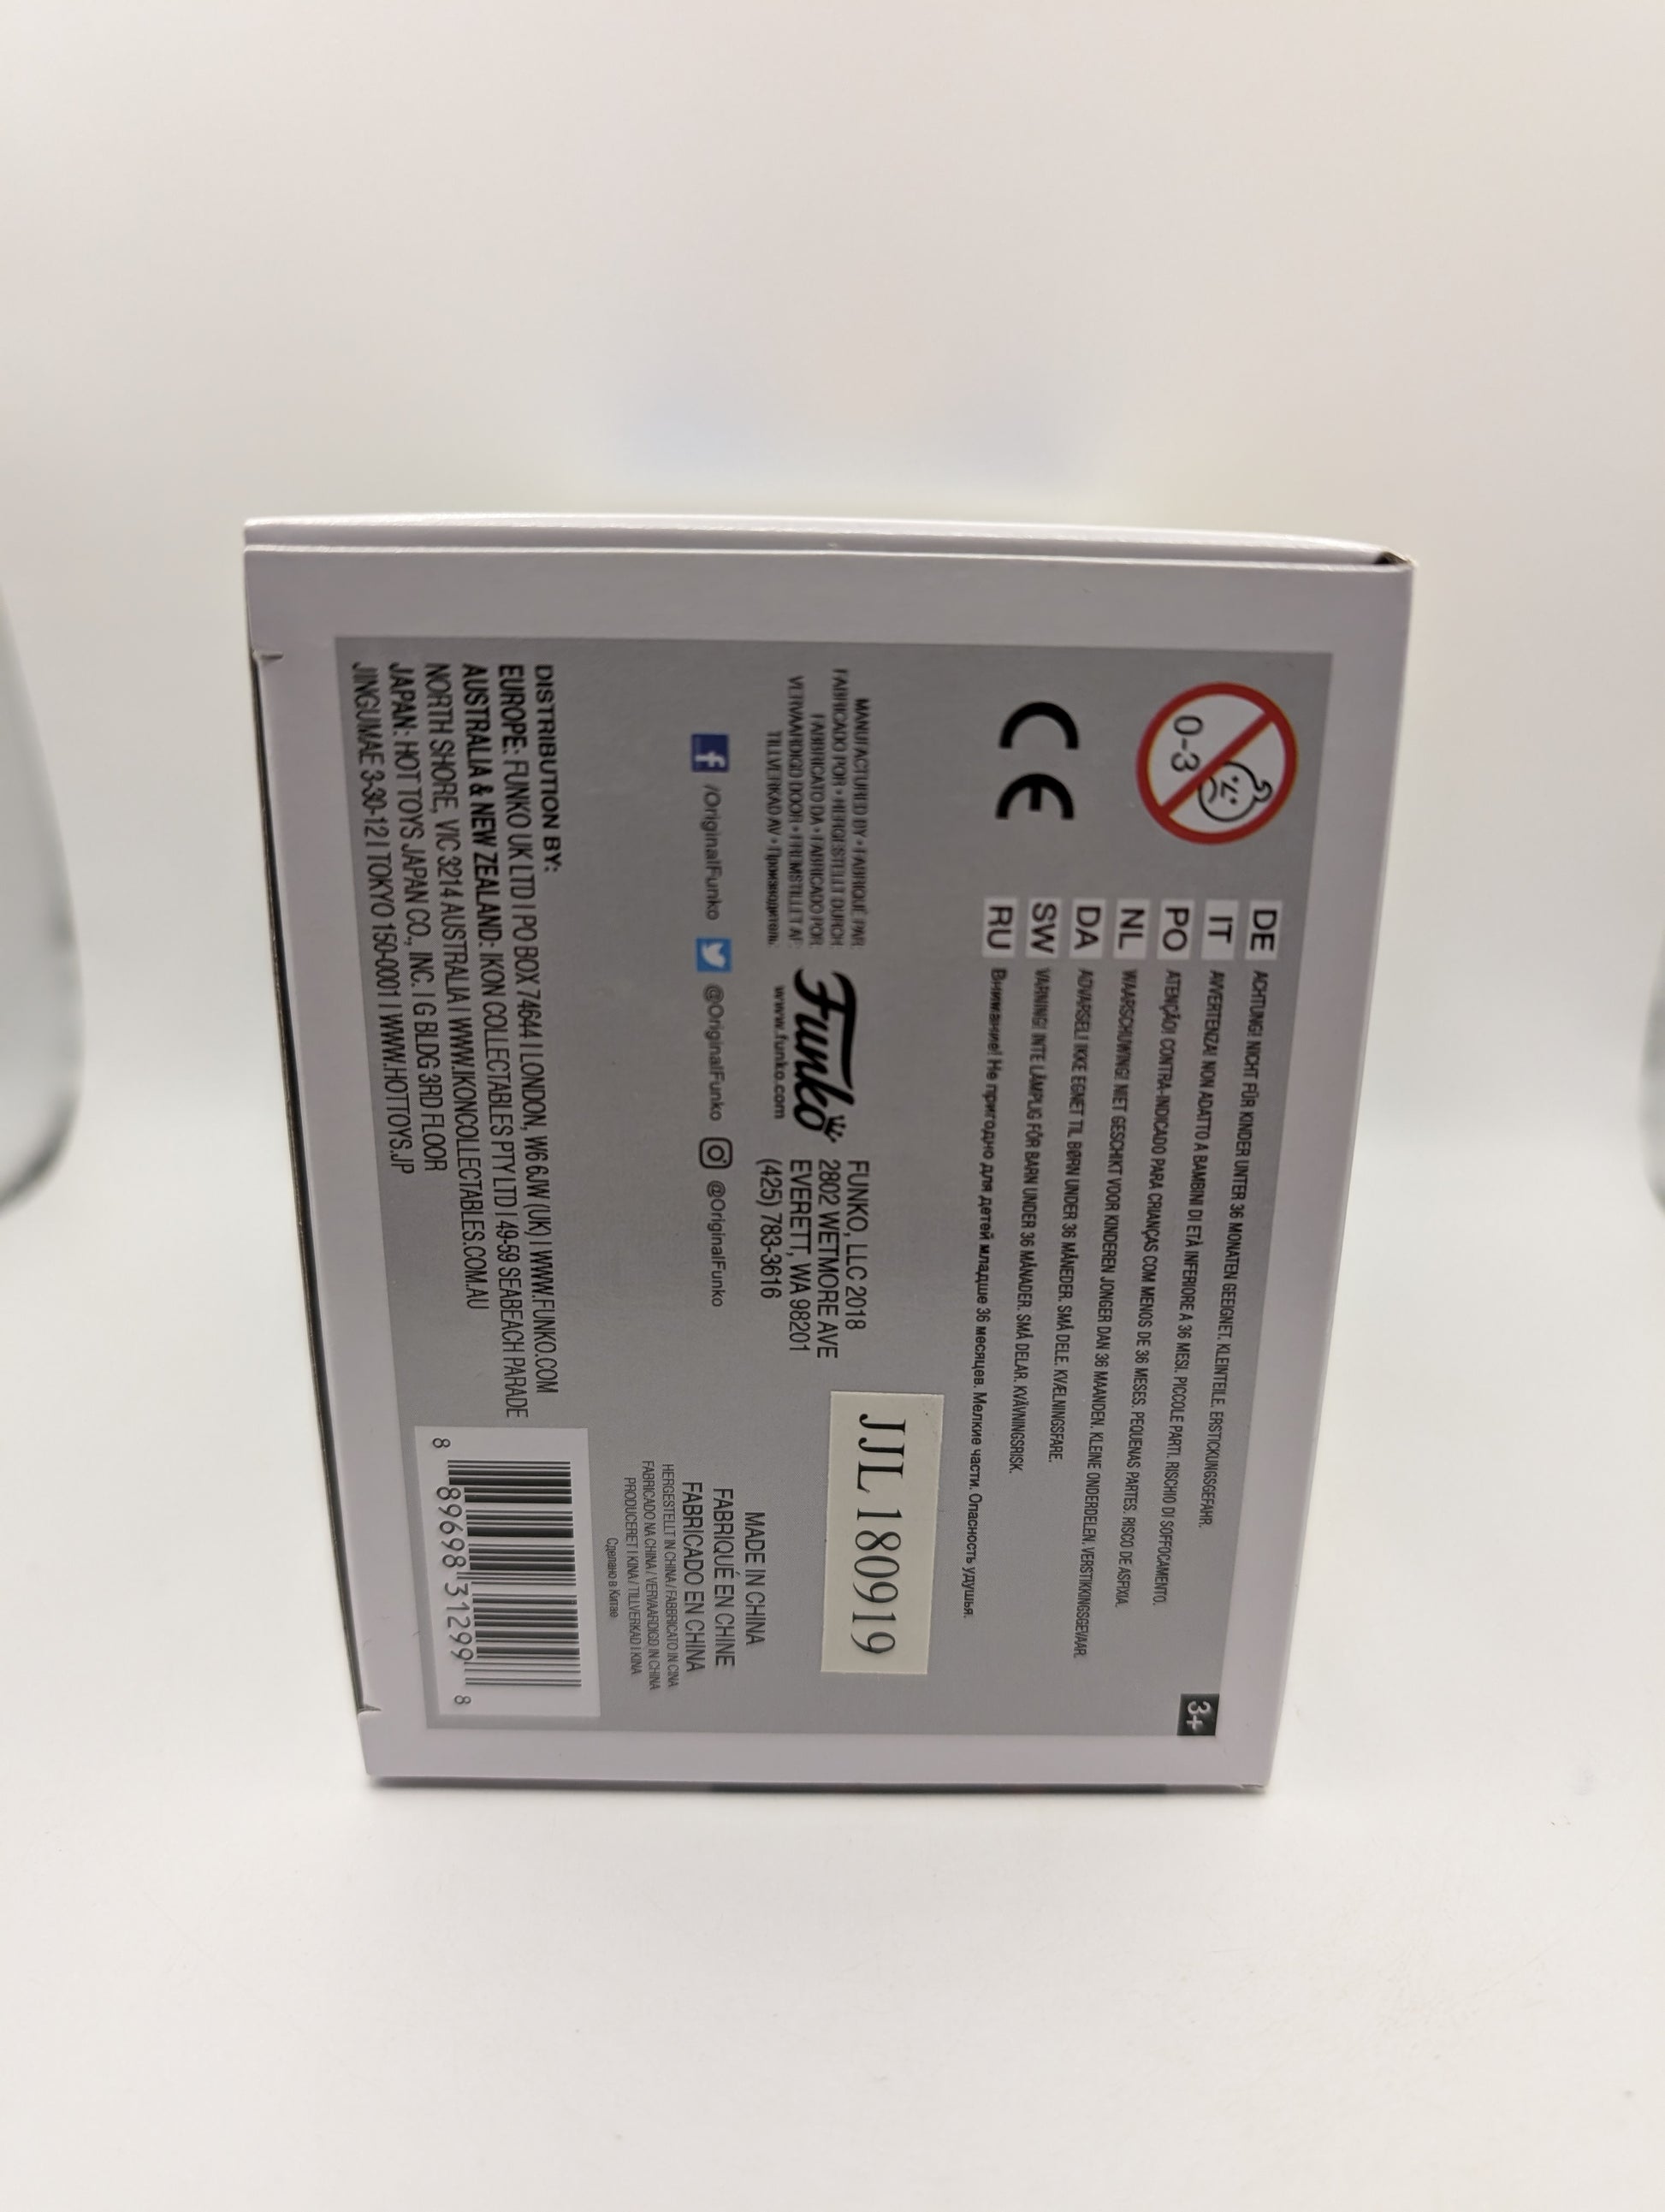 0-3
DE ACHTUNG! NICHT FÜR KINDER UNTER 36 MONATEN GEEIGNET. KLEINTEILE. ERSTICKUNGSGEFAHR.
IT AVVERTENZA! NON ADATTO A BAMBINI DI ETÀ INFERIORE A 36 MESI. PICCOLE PARTI. RISCHIO DI SOFFOCAMENTO.
PO ATENÇÃO! CONTRA-INDICADO PARA CRIANÇAS COM MENOS DE 36 MESES. PEQUENAS PARTES. RISCO DE ASFIXIA.
NL WAARSCHUWING! NIET GESCHIKT VOOR KINDEREN JONGER DAN 36 MAANDEN. KLEINE ONDERDELEN. VERSTIKKINGSGEVAAR.
DA ADVARSEL! IKKE EGNET TIL BØRN UNDER 36 MÅNEDER. SMÅ DELE. KVÆLNINGSFARE.
SW VARNING! INTE LÄMPLIG FÖR BARN UNDER 36 MÅNADER. SMÅ DELAR. KVÄVNINGSRISK.
RU Внимание! Не пригодно для детей младше 36 месяцев. Мелкие части. Опасность удушья.
3+
CE
MANUFACTURED BY • FABRIQUÉ PAR:
FABRICADO POR • HERGESTELLT DURCH:
FABBRICATO DA • FABRICADO POR:
VERVAARDIGD DOOR • FREMSTILLET AF:
TILLVERKAD AV • Производитель:
Funko
www.funko.com
FUNKO, LLC 2018
2802 WETMORE AVE
EVERETT, WA 98201
(425) 783-3616
JJL 180919
/OriginalFunko @OriginalFunko @OriginalFunko
MADE IN CHINA
FABRIQUÉ EN CHINE
FABRICADO EN CHINA
HERGESTELLT IN CHINA / FABBRICATO IN CINA
FABRICADO NA CHINA / VERVAARDIGD IN CHINA
PRODUCERET I KINA / TILLVERKAD I KINA
Сделано в Китае
DISTRIBUTION BY:
EUROPE: FUNKO UK LTD | PO BOX 74644 | LONDON, W6 6JW (UK) | WWW.FUNKO.COM
AUSTRALIA & NEW ZEALAND: IKON COLLECTABLES PTY LTD | 49-59 SEABEACH PARADE
NORTH SHORE, VIC 3214 AUSTRALIA | WWW.IKONCOLLECTABLES.COM.AU
JAPAN: HOT TOYS JAPAN CO., INC. | G BLDG 3RD FLOOR
JINGUMAE 3-30-12 | TOKYO 150-0001 | WWW.HOTTOYS.JP
8 89698 31299 8